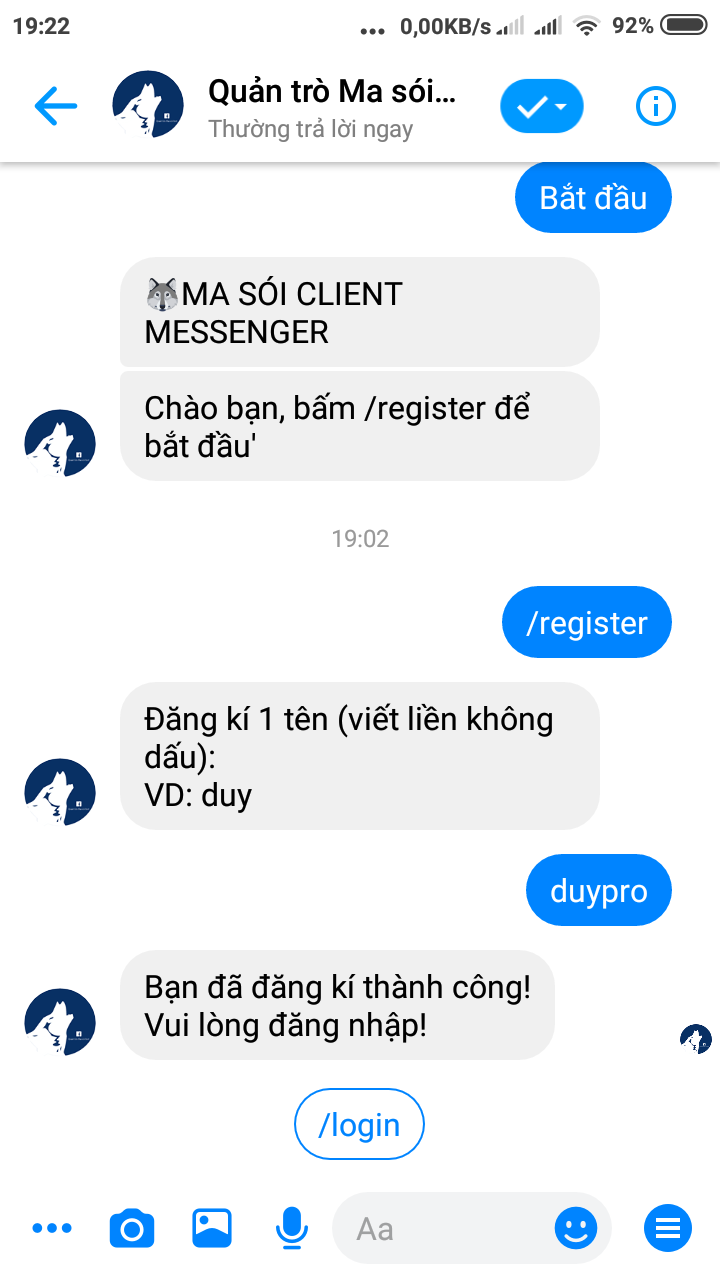 19:22
... 0,00KB/s 92%
Quản trò Ma sói...
Thường trả lời ngay
Bắt đầu
🐺MA SÓI CLIENT
MESSENGER
Chào bạn, bấm /register để
bắt đầu'
19:02
/register
Đăng kí 1 tên (viết liền không
dấu):
VD: duy
duypro
Bạn đã đăng kí thành công!
Vui lòng đăng nhập!
/login
Aa